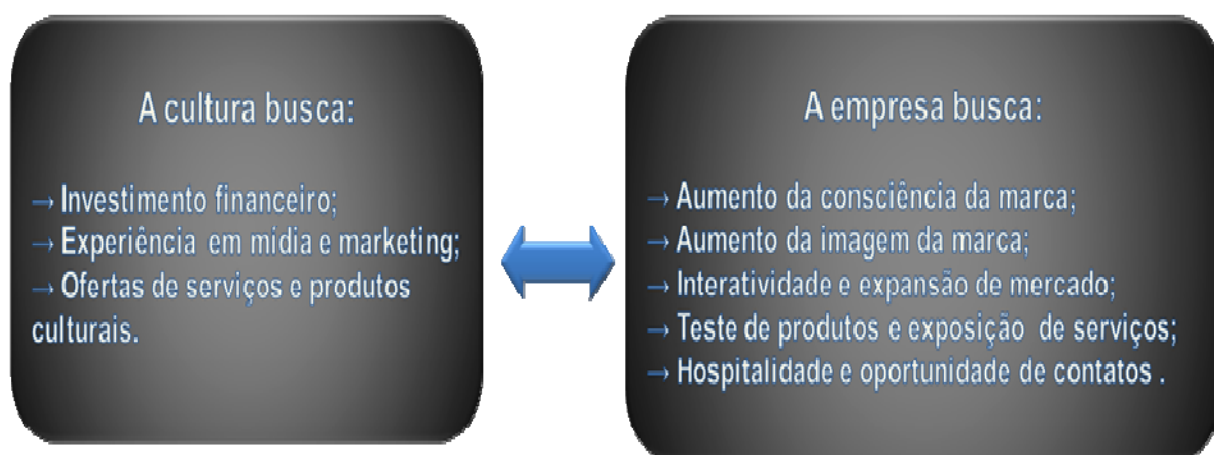 A cultura busca:
→ Investimento financeiro;
→ Experiência em mídia e marketing;
→ Ofertas de serviços e produtos
culturais.
A empresa busca:
→ Aumento da consciência da marca;
→ Aumento da imagem da marca;
→ Interatividade e expansão de mercado;
→ Teste de produtos e exposição de serviços;
→ Hospitalidade e oportunidade de contatos .